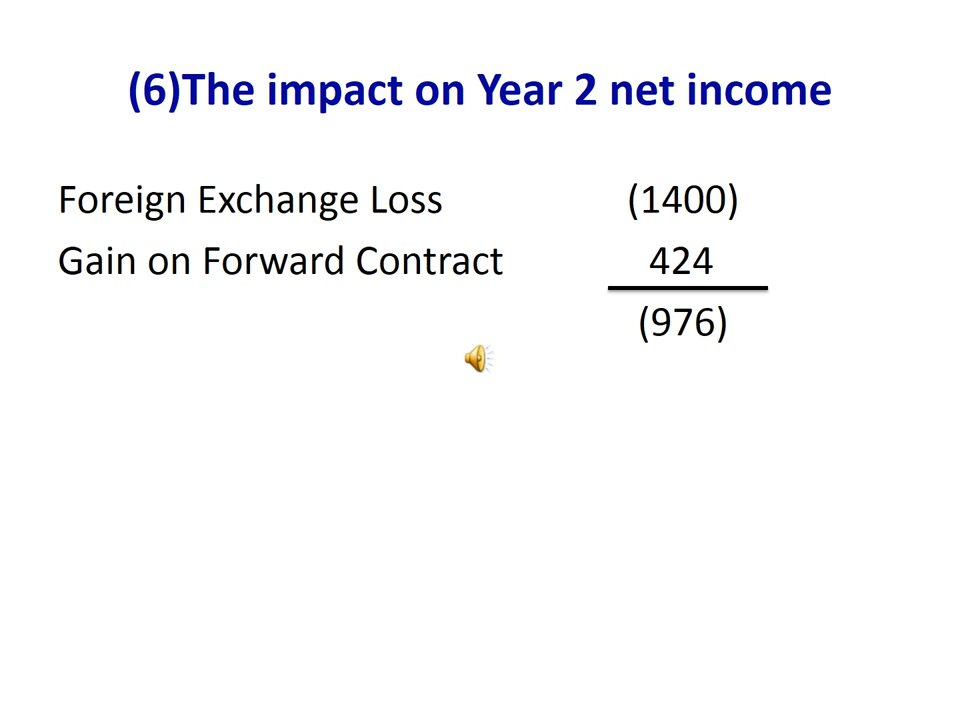 (6)The impact on Year 2 net income
Foreign Exchange Loss (1400)
Gain on Forward Contract 424
(976)